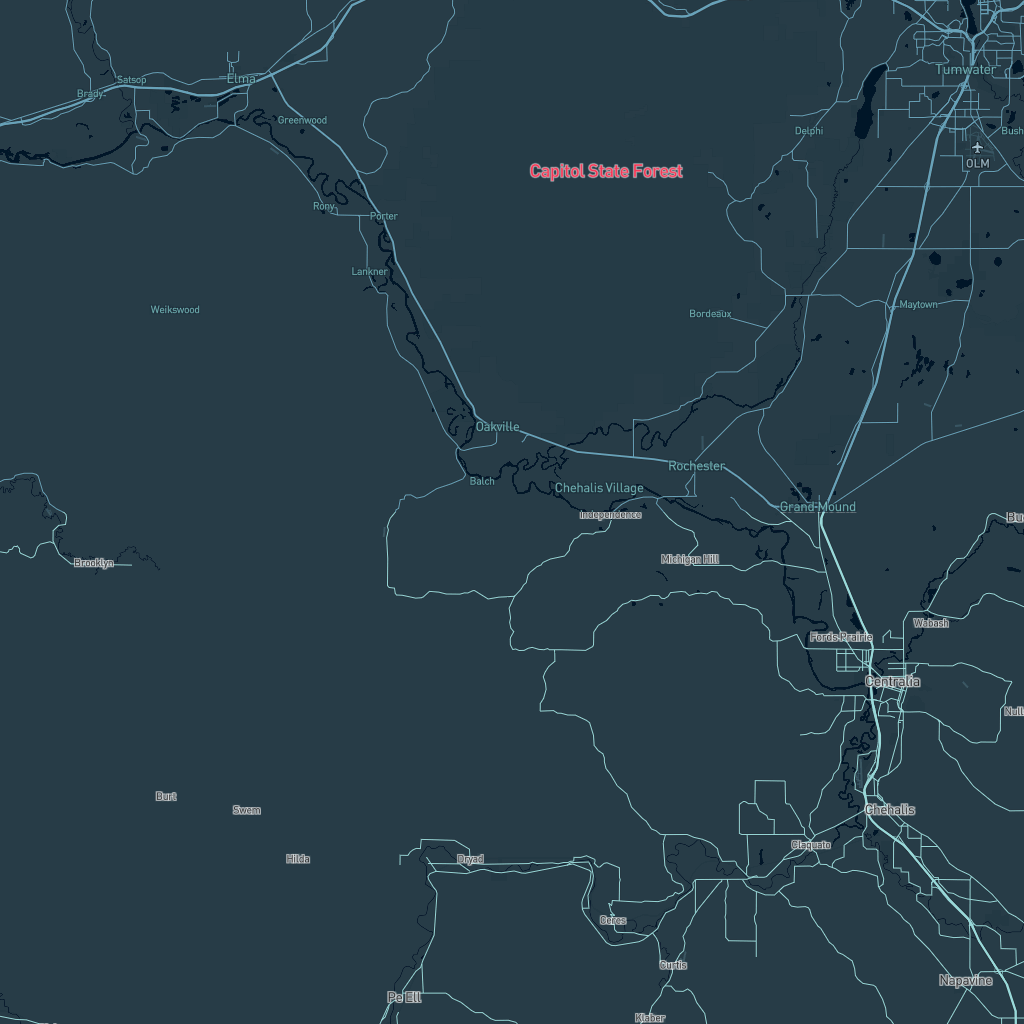 Tumwater
Satsop
Elma
Brady
Greenwood
Delphi
Bush
OLM
Capitol State Forest
Rony
Porter
Lankner
Weikswood
Maytown
Bordeaux
Oakville
Rochester
Balch
Chehalis Village
Grand Mound
Independence
Bu
Michigan Hill
Brooklyn
Wabash
Fords Prairie
Centralia
Null
Burt
Swem
Chehalis
Claquato
Hilda
Dryad
Ceres
Curtis
Napavine
Pe Ell
Klaber